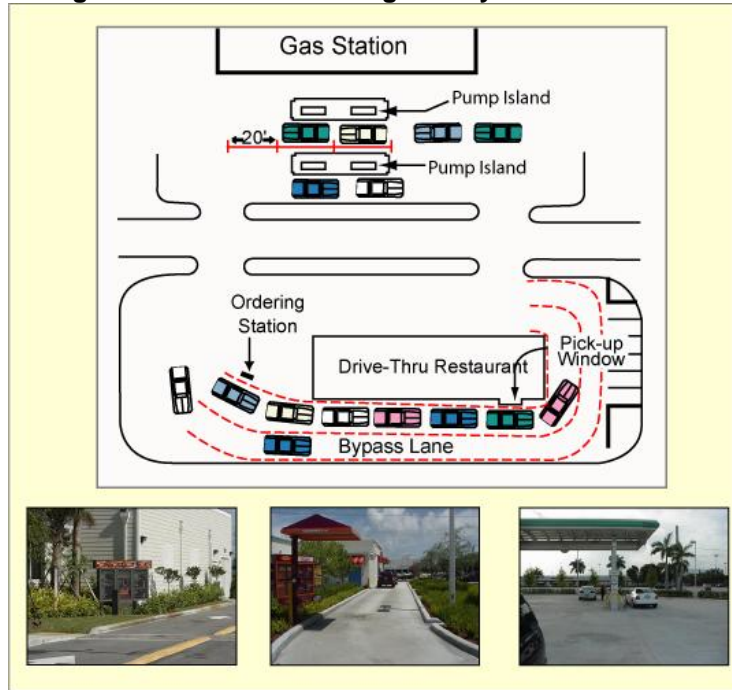 Gas Station
Pump Island
20'
Pump Island
Ordering
Station
Drive-Thru Restaurant
Pick-up
Window
Bypass Lane